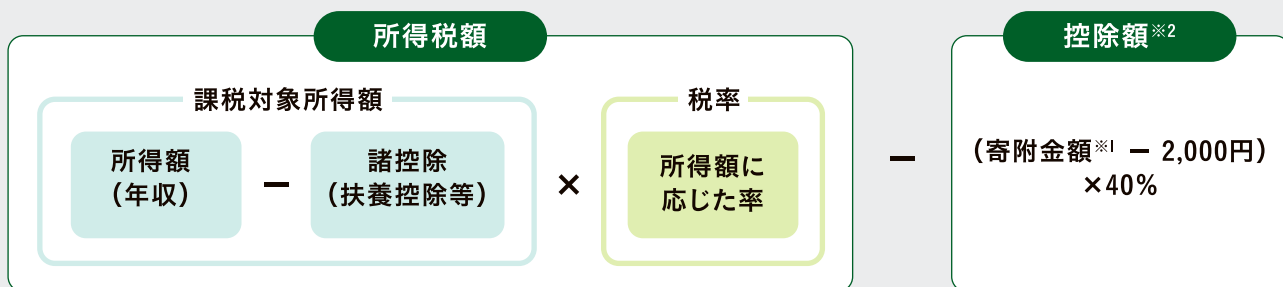 所得税額
課税対象所得額
所得額
(年収)
−
諸控除
(扶養控除等)
×
税率
所得額に
応じた率
−
控除額※2
(寄附金額※1 − 2,000円)
×40%